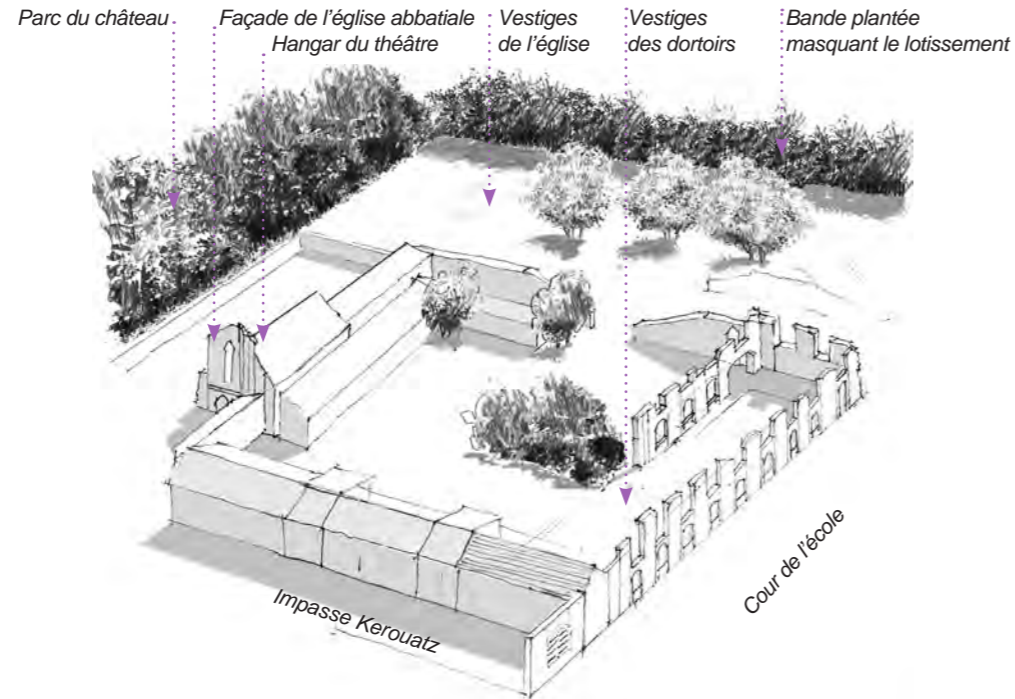 Parc du château
Façade de l’église abbatiale
Hangar du théâtre
Vestiges
de l’église
Vestiges
des dortoirs
Bande plantée
masquant le lotissement
Cour de l’école
Impasse Kerouatz